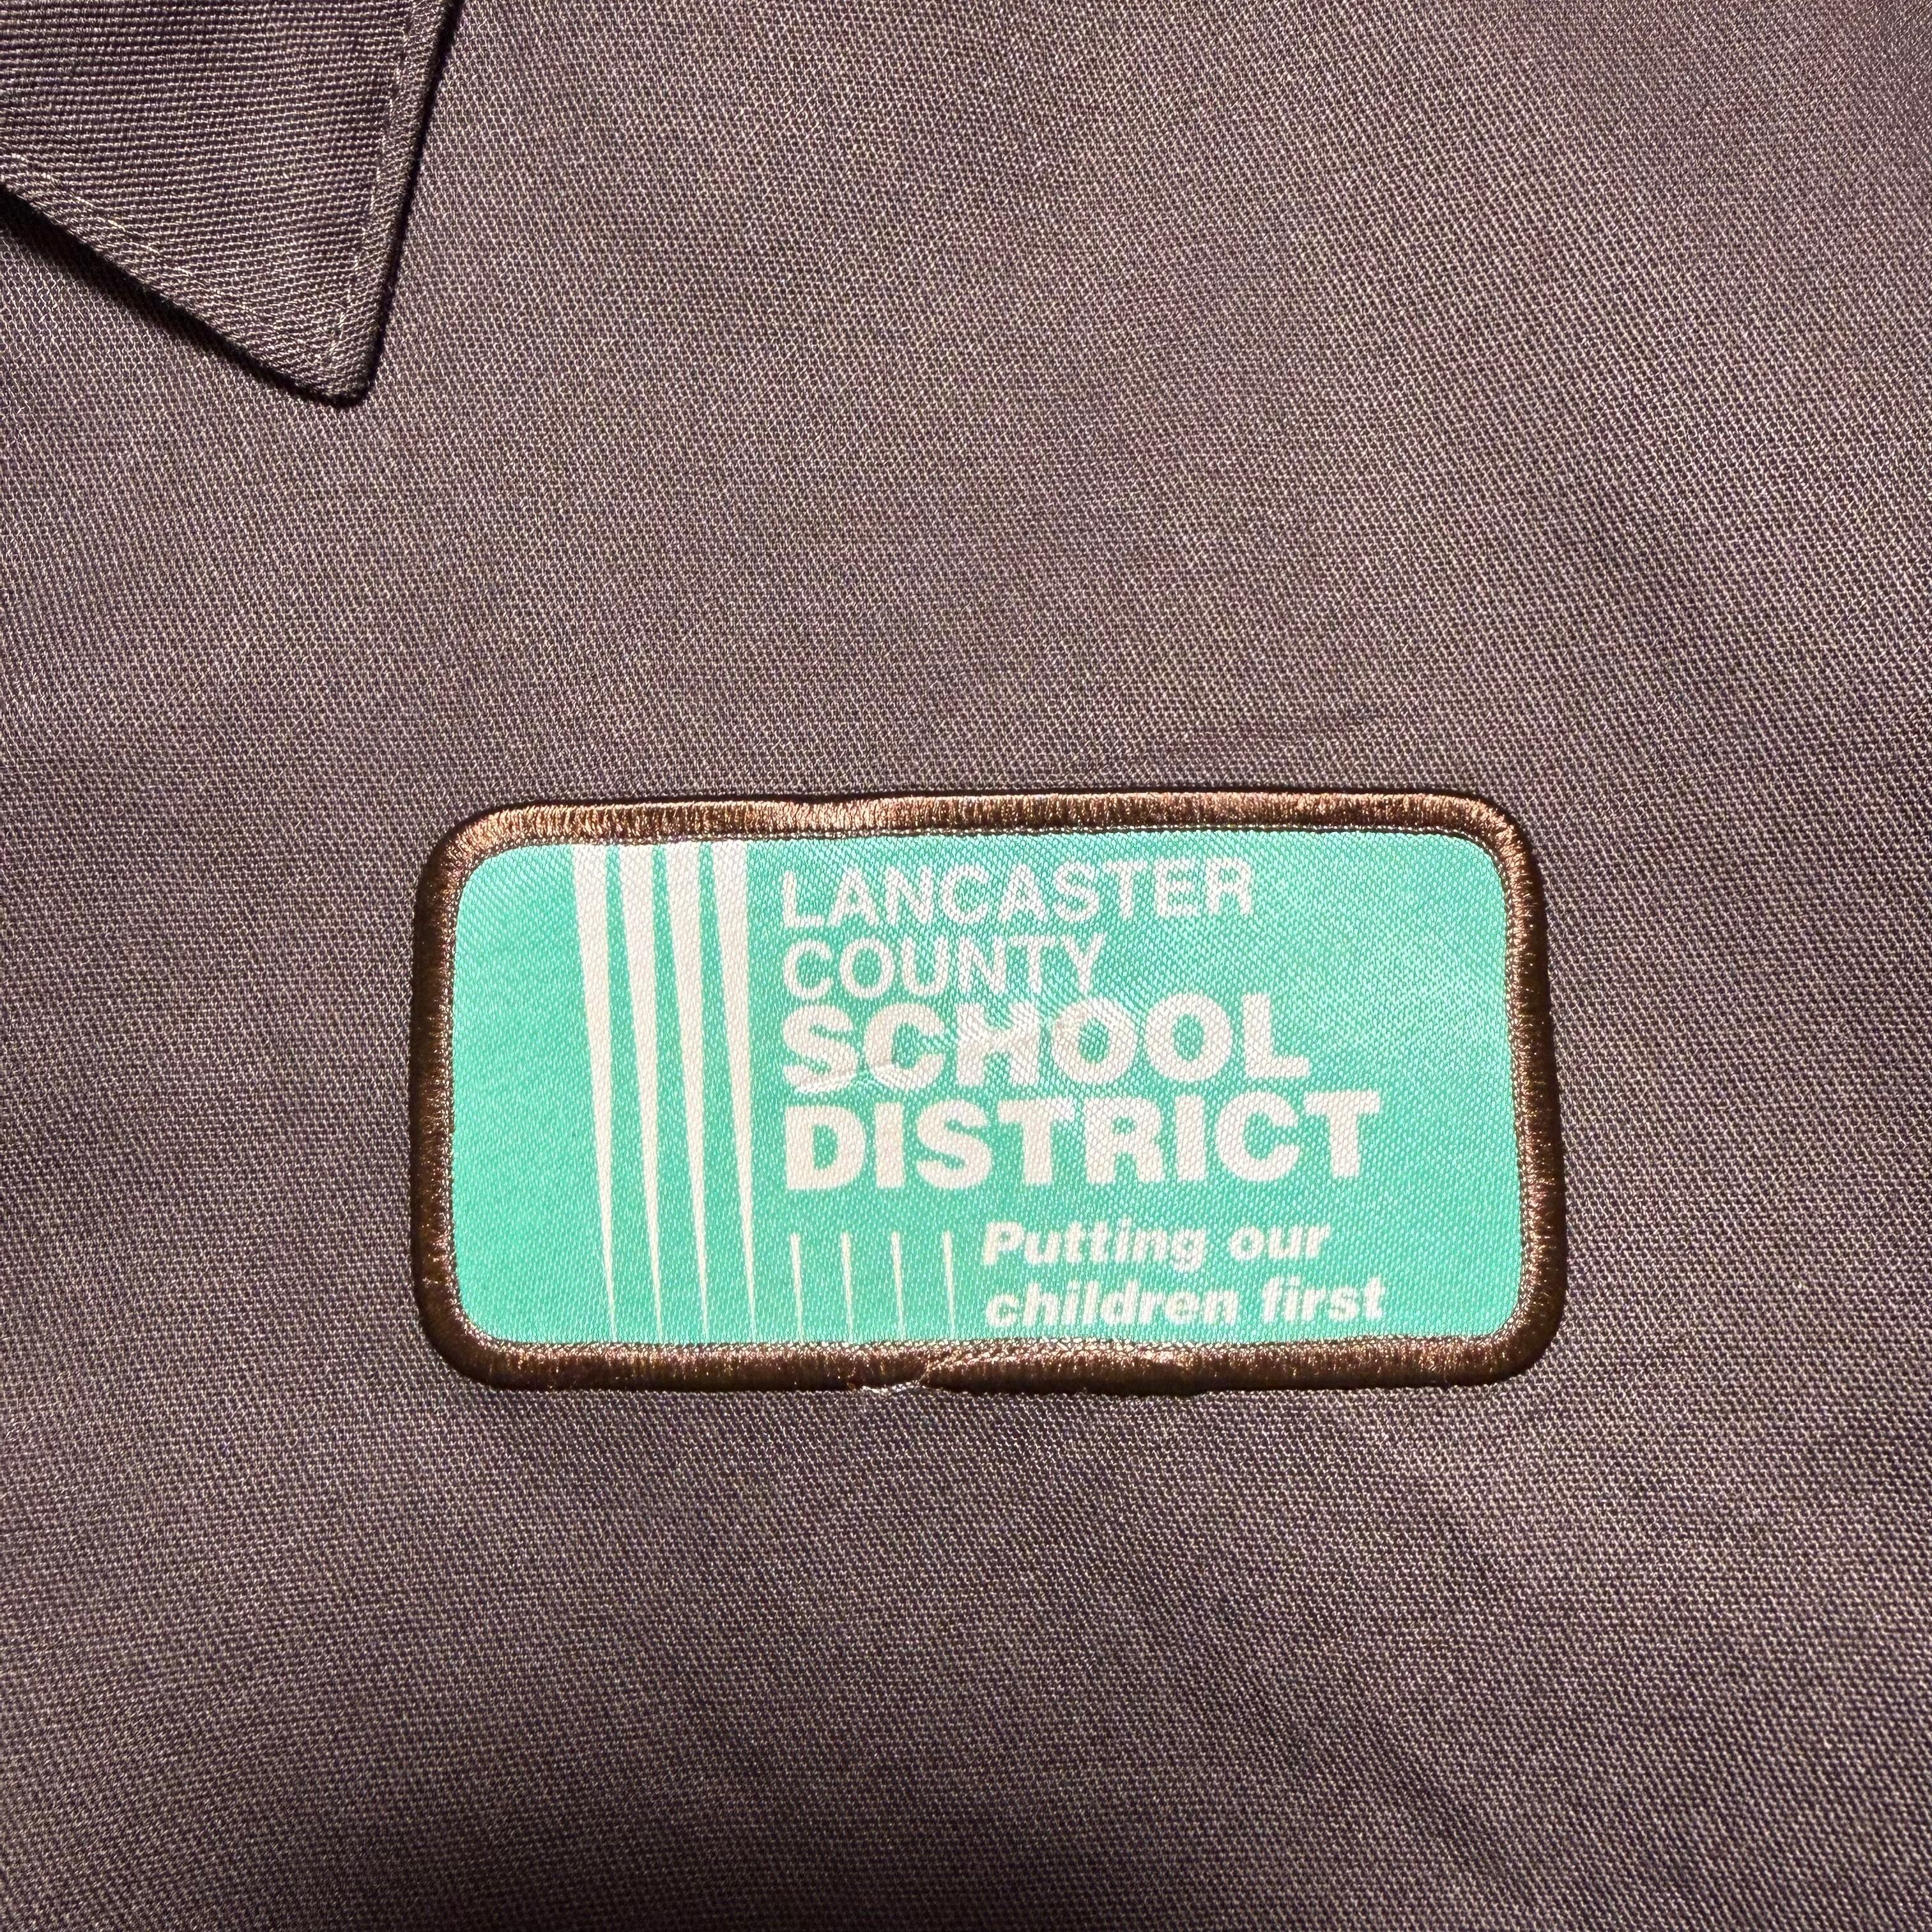 LANCASTER
COUNTY
SCHOOL
DISTRICT
Putting our
children first